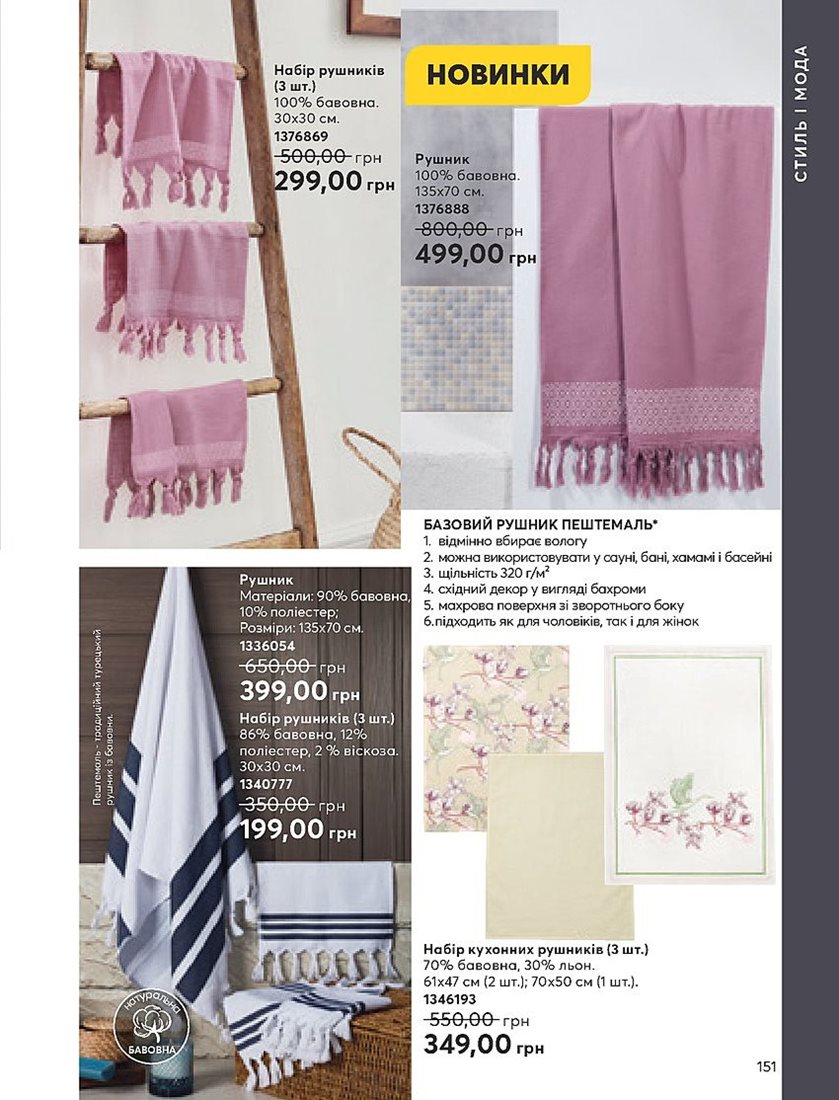 Набір рушників
(3 шт.)
100% бавовна.
30х30 см.
1376869
500,00 грн
299,00 грн
НОВИНКИ
Рушник
100% бавовна.
135х70 см.
1376888
800,00 грн
499,00 грн
СТИЛЬ І МОДА
БАЗОВИЙ РУШНИК ПЕШТЕМАЛЬ*
1. відмінно вбирає вологу
2. можна використовувати у сауні, бані, хамамі і басейні
3. щільність 320 г/м²
4. східний декор у вигляді бахроми
5. махрова поверхня зі зворотнього боку
6.підходить як для чоловіків, так і для жінок
Рушник
Матеріали: 90% бавовна,
10% поліестер;
Розміри: 135х70 см.
1336054
650,00 грн
399,00 грн
Набір рушників (3 шт.)
86% бавовна, 12%
поліестер, 2 % віскоза.
30х30 см.
1340777
350,00 грн
199,00 грн
Пештемаль - традиційний турецький
рушник із бавовни.
натуральна
БАВОВНА
Набір кухонних рушників (3 шт.)
70% бавовна, 30% льон.
61х47 см (2 шт.); 70х50 см (1 шт.).
1346193
550,00 грн
349,00 грн
151